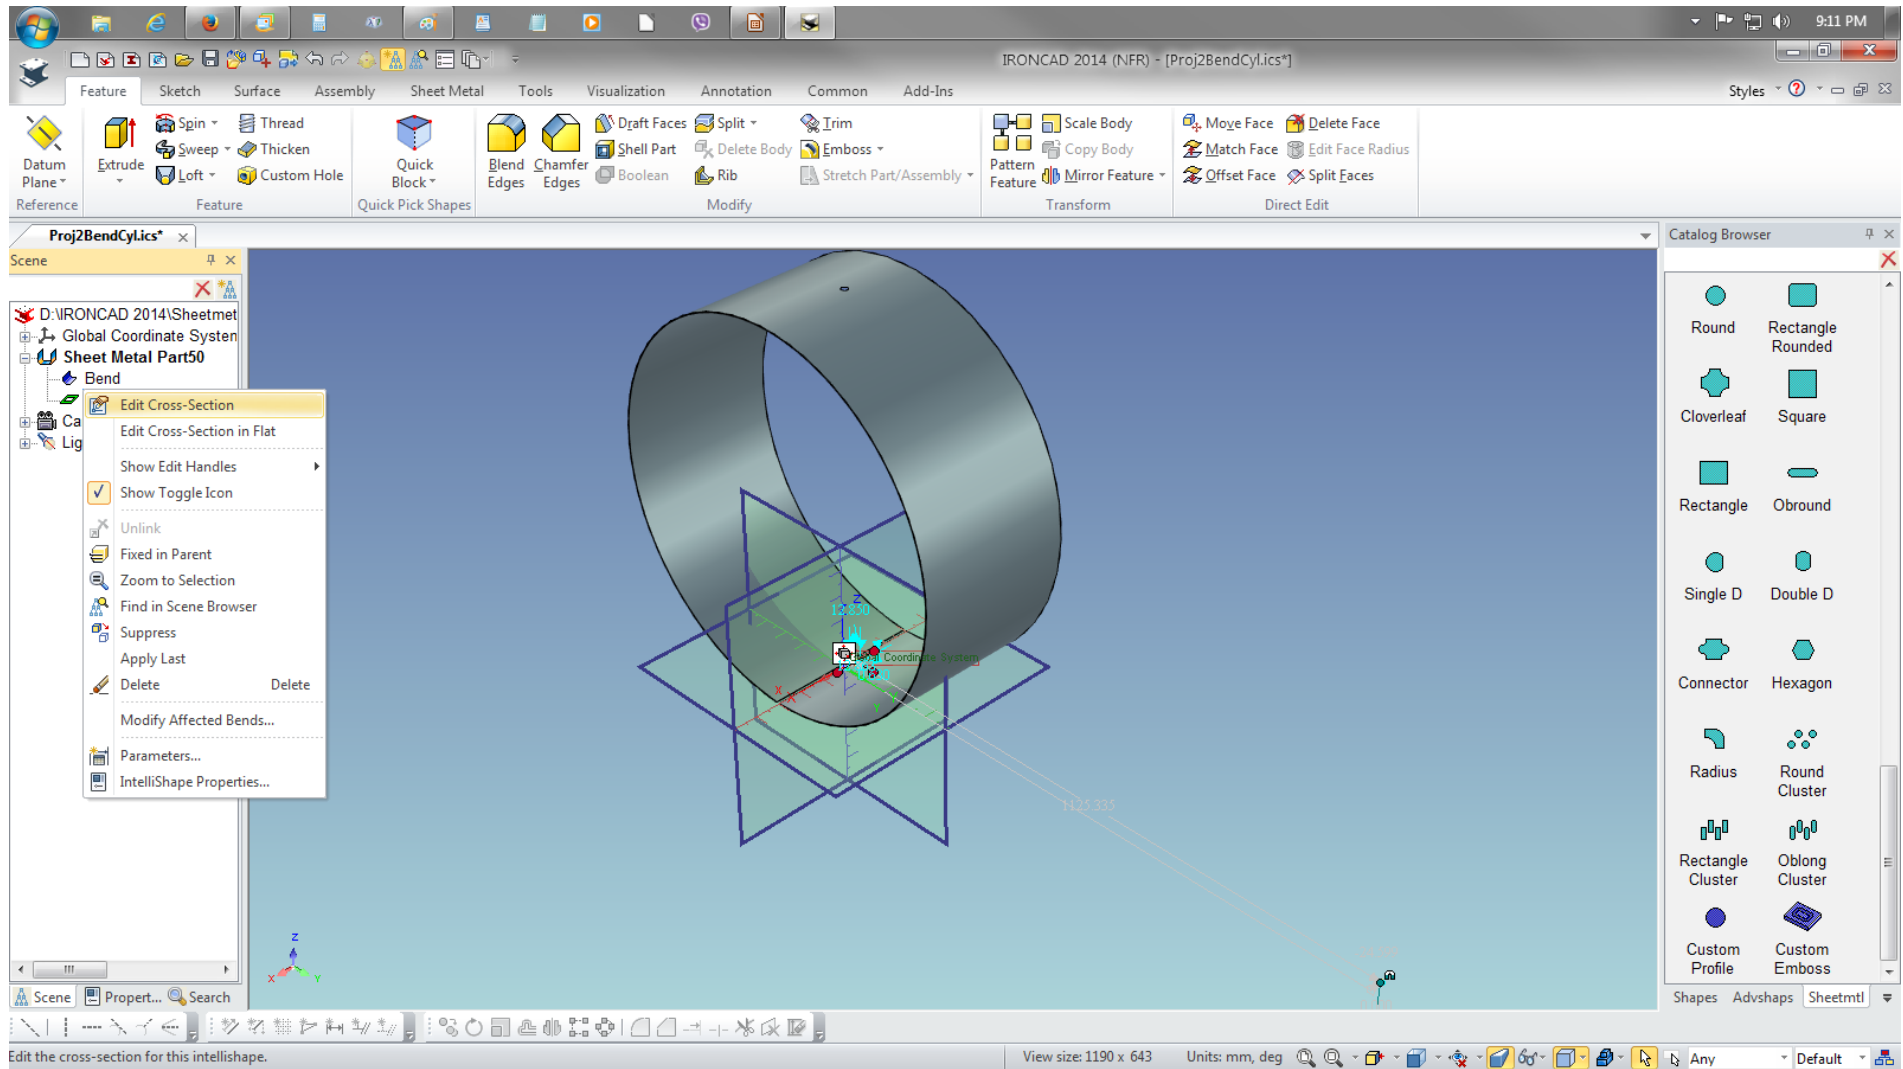 9:11 PM
IRONCAD 2014 (NFR) - [Proj2BendCyl.ics*]
Feature Sketch Surface Assembly Sheet Metal Tools Visualization Annotation Common Add-Ins Styles
Datum Plane
Reference
Extrude
Spin
Sweep
Loft
Thread
Thicken
Custom Hole
Feature
Quick Block
Quick Pick Shapes
Blend Edges
Chamfer Edges
Draft Faces
Shell Part
Boolean
Split
Delete Body
Rib
Trim
Emboss
Stretch Part/Assembly
Modify
Pattern Feature
Scale Body
Copy Body
Mirror Feature
Transform
Move Face
Match Face
Offset Face
Delete Face
Edit Face Radius
Split Faces
Direct Edit
Proj2BendCyl.ics*
Scene
D:\IRONCAD 2014\Sheetmet
Global Coordinate System
Sheet Metal Part50
Bend
Ca
Lig
Edit Cross-Section
Edit Cross-Section in Flat
Show Edit Handles
Show Toggle Icon
Unlink
Fixed in Parent
Zoom to Selection
Find in Scene Browser
Suppress
Apply Last
Delete Delete
Modify Affected Bends...
Parameters...
IntelliShape Properties...
Z
12.850
Global Coordinate System
X
X
Y
1125.335
Z
X
Y
Catalog Browser
Round
Rectangle Rounded
Cloverleaf
Square
Rectangle
Obround
Single D
Double D
Connector
Hexagon
Radius
Round Cluster
Rectangle Cluster
Oblong Cluster
Custom Profile
Custom Emboss
Scene Propert... Search
Shapes Advshaps Sheetmtl
Edit the cross-section for this intellishape.
View size: 1190 x 643 Units: mm, deg Any Default